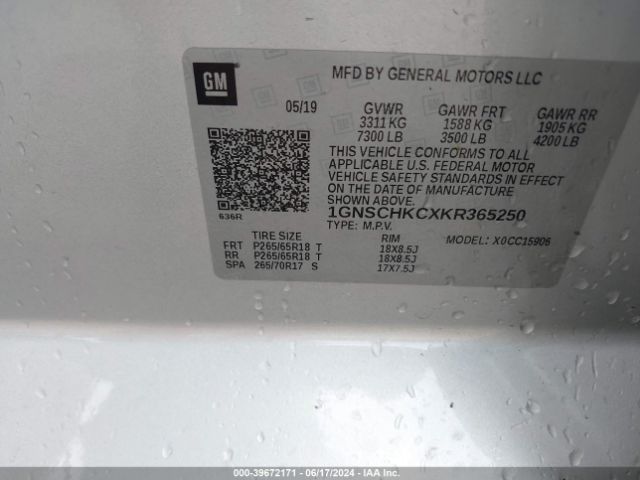 GM
MFD BY GENERAL MOTORS LLC
05/19 GVWR GAWR FRT GAWR RR
3311 KG 1588 KG 1905 KG
7300 LB 3500 LB 4200 LB
THIS VEHICLE CONFORMS TO ALL
APPLICABLE U.S. FEDERAL MOTOR
VEHICLE SAFETY STANDARDS IN EFFECT
ON THE DATE OF MANUFACTURE
SHOWN ABOVE.
636R
1GNSCHKCXKR365250
TYPE: M.P.V.
TIRE SIZE RIM MODEL: X0CC15906
FRT P265/65R18 T 18X8.5J
RR P265/65R18 T 18X8.5J
SPA 265/70R17 S 17X7.5J
000-39672171 | 06/17/2024 | IAA Inc.